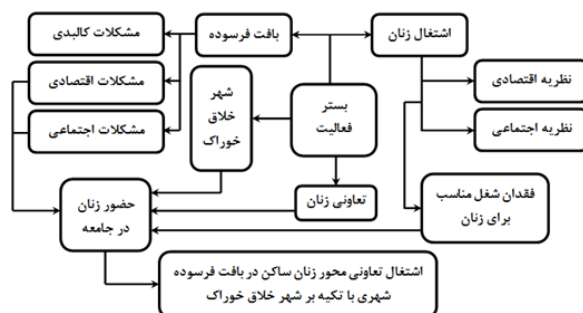 مشکلات کالبدی
بافت فرسوده
اشتغال زنان
مشکلات اقتصادی
مشکلات اجتماعی
شهر
خلاق
خوراک
بستر
فعالیت
نظریه اقتصادی
نظریه اجتماعی
حضور زنان
در جامعه
تعاونی زنان
فقدان شغل مناسب
برای زنان
اشتغال تعاونی محور زنان ساکن در بافت فرسوده
شهری با تکیه بر شهر خلاق خوراک